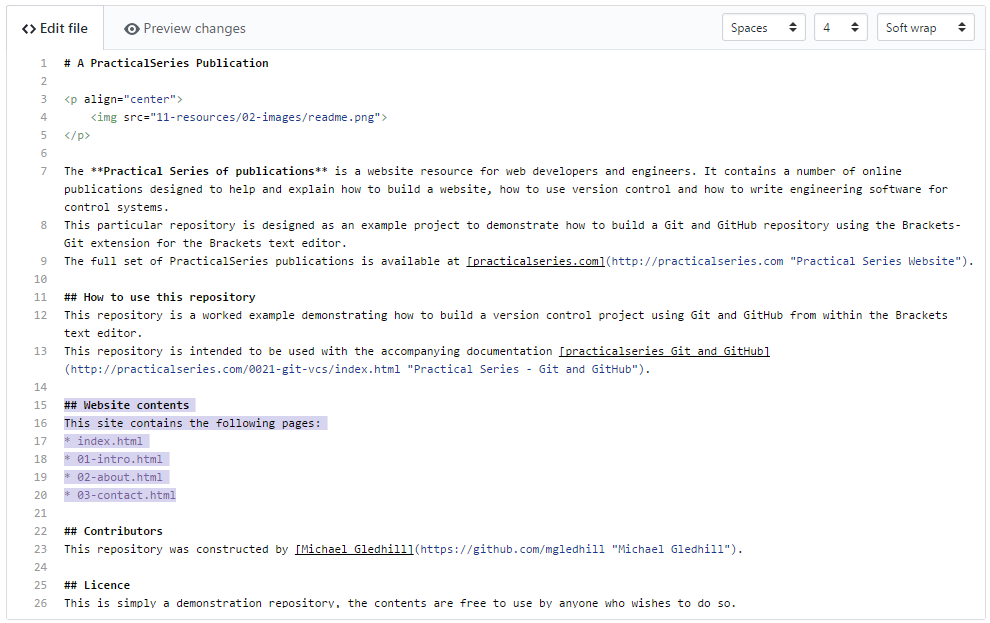 Edit file
Preview changes
Spaces
4
Soft wrap
1 # A PracticalSeries Publication
2
3 <p align="center">
4     <img src="11-resources/02-images/readme.png">
5 </p>
6
7 The **Practical Series of publications** is a website resource for web developers and engineers. It contains a number of online
publications designed to help and explain how to build a website, how to use version control and how to write engineering software for
control systems.
8 This particular repository is designed as an example project to demonstrate how to build a Git and GitHub repository using the Brackets-
Git extension for the Brackets text editor.
9 The full set of PracticalSeries publications is available at [practicalseries.com](http://practicalseries.com "Practical Series Website").
10
11 ## How to use this repository
12 This repository is a worked example demonstrating how to build a version control project using Git and GitHub from within the Brackets
text editor.
13 This repository is intended to be used with the accompanying documentation [practicalseries Git and GitHub]
(http://practicalseries.com/0021-git-vcs/index.html "Practical Series - Git and GitHub").
14
15 ## Website contents
16 This site contains the following pages:
17 * index.html
18 * 01-intro.html
19 * 02-about.html
20 * 03-contact.html
21
22 ## Contributors
23 This repository was constructed by [Michael Gledhill](https://github.com/mgledhill "Michael Gledhill").
24
25 ## Licence
26 This is simply a demonstration repository, the contents are free to use by anyone who wishes to do so.